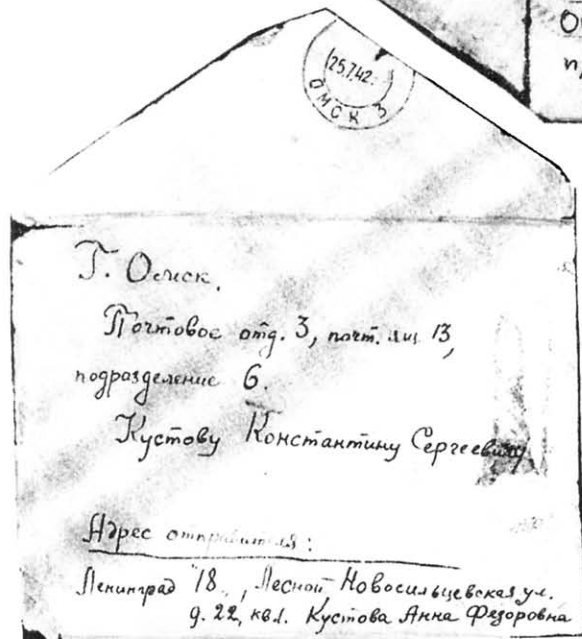 25.7.42.
ОМСК 3
Г. Омск.
Почтовое отд. 3, почт. ящ 13,
подразделение 6.
Кустову Константину Сергеевичу
Адрес отправителя:
Ленинград 18, Лесной, Новосильцевская ул.
д. 22, кв. 1. Кустова Анна Федоровна